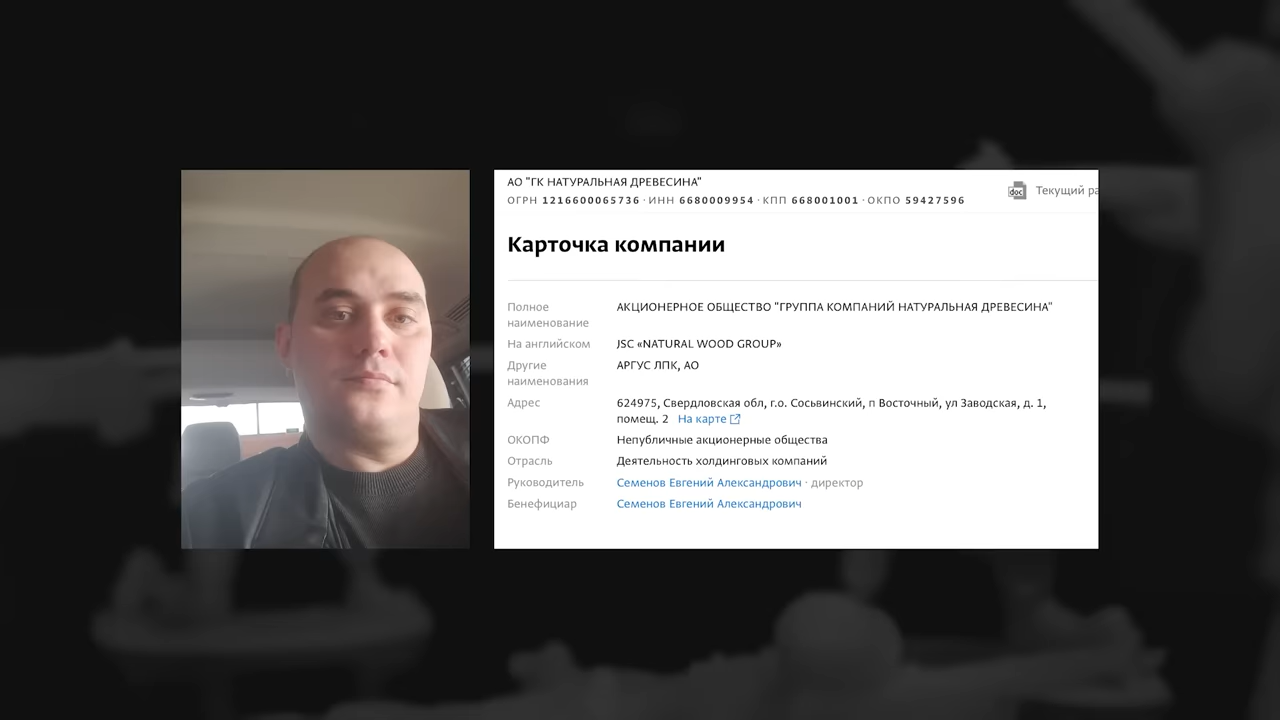 АО "ГК НАТУРАЛЬНАЯ ДРЕВЕСИНА"
ОГРН 1216600065736 · ИНН 6680009954 · КПП 668001001 · ОКПО 59427596
doc Текущий ра
Карточка компании
Полное наименование АКЦИОНЕРНОЕ ОБЩЕСТВО "ГРУППА КОМПАНИЙ НАТУРАЛЬНАЯ ДРЕВЕСИНА"
На английском JSC «NATURAL WOOD GROUP»
Другие наименования АРГУС ЛПК, АО
Адрес 624975, Свердловская обл, г.о. Сосьвинский, п Восточный, ул Заводская, д. 1,
помещ. 2 На карте
ОКОПФ Непубличные акционерные общества
Отрасль Деятельность холдинговых компаний
Руководитель Семенов Евгений Александрович · директор
Бенефициар Семенов Евгений Александрович